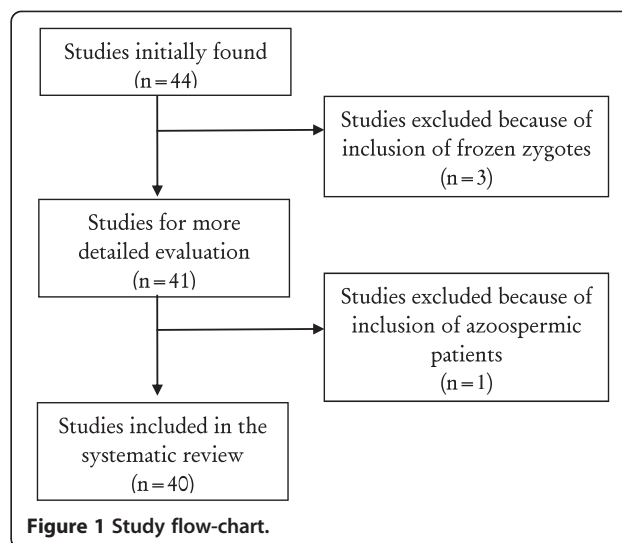 Studies initially found
(n=44)
Studies excluded because of
inclusion of frozen zygotes
(n=3)
Studies for more
detailed evaluation
(n=41)
Studies excluded because of
inclusion of azoospermic
patients
(n=1)
Studies included in the
systematic review
(n=40)
Figure 1 Study flow-chart.